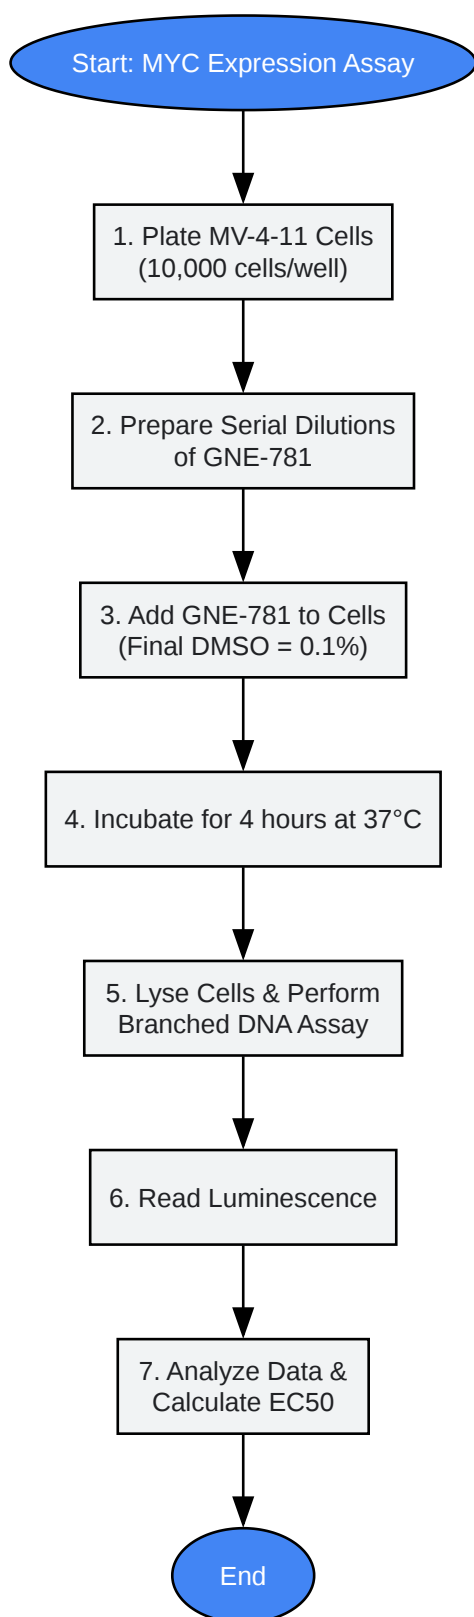 Start: MYC Expression Assay
1. Plate MV-4-11 Cells
(10,000 cells/well)
2. Prepare Serial Dilutions
of GNE-781
3. Add GNE-781 to Cells
(Final DMSO = 0.1%)
4. Incubate for 4 hours at 37°C
5. Lyse Cells & Perform
Branched DNA Assay
6. Read Luminescence
7. Analyze Data &
Calculate EC50
End